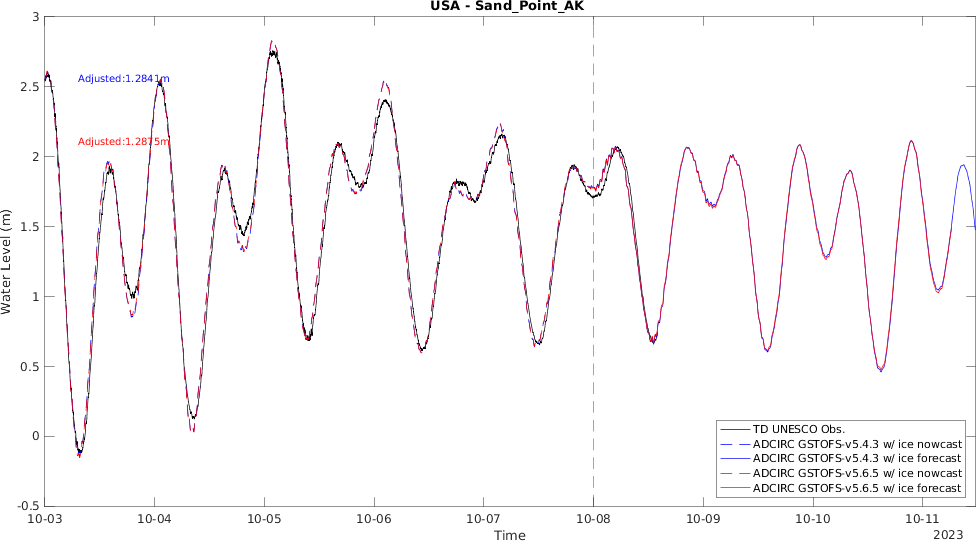 USA - Sand_Point_AK
3
2.5
2
1.5
1
0.5
0
-0.5
Water Level (m)
Adjusted:1.2841m
Adjusted:1.2875m
TD UNESCO Obs.
ADCIRC GSTOFS-v5.4.3 w/ ice nowcast
ADCIRC GSTOFS-v5.4.3 w/ ice forecast
ADCIRC GSTOFS-v5.6.5 w/ ice nowcast
ADCIRC GSTOFS-v5.6.5 w/ ice forecast
10-03 10-04 10-05 10-06 10-07 10-08 10-09 10-10 10-11
Time
2023